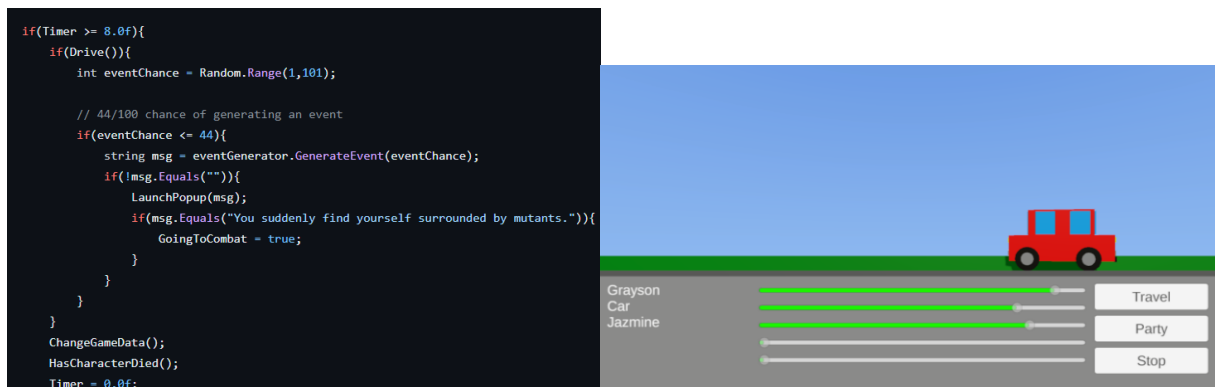 if(Timer >= 8.0f){
if(Drive()){
int eventChance = Random.Range(1,101);
// 44/100 chance of generating an event
if(eventChance <= 44){
string msg = eventGenerator.GenerateEvent(eventChance);
if(!msg.Equals("")){
LaunchPopup(msg);
if(msg.Equals("You suddenly find yourself surrounded by mutants.")){
GoingToCombat = true;
}
}
}
}
ChangeGameData();
HasCharacterDied();
Timer = 0.0f;
Grayson
Car
Jazmine
Travel
Party
Stop